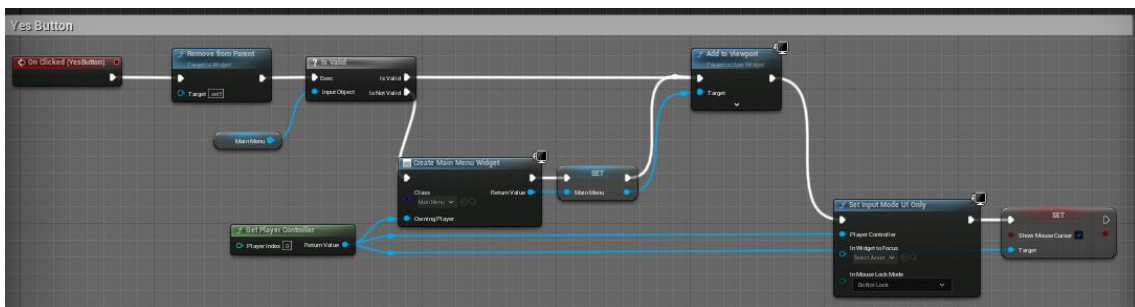 Yes Button
On Clicked (YesButton)
Remove from Parent
Target is Widget
Target self
Main Menu
Is Valid
Exec Is Valid
Input Object Is Not Valid
Create Main Menu Widget
Class Return Value
Main Menu
Owning Player
Get Player Controller
Player Index 0 Return Value
SET
Main Menu
Add to Viewport
Target is User Widget
Target
Set Input Mode UI Only
Player Controller
In Widget to Focus
Select Asset
In Mouse Lock Mode
Do Not Lock
SET
Show Mouse Cursor
Target